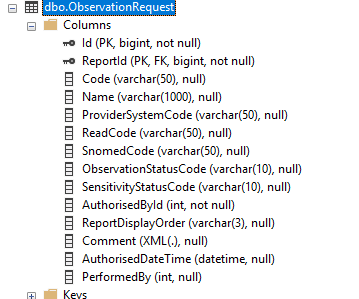 dbo.ObservationRequest
Columns
Id (PK, bigint, not null)
ReportId (PK, FK, bigint, not null)
Code (varchar(50), null)
Name (varchar(1000), null)
ProviderSystemCode (varchar(50), null)
ReadCode (varchar(50), null)
SnomedCode (varchar(50), null)
ObservationStatusCode (varchar(10), null)
SensitivityStatusCode (varchar(10), null)
AuthorisedById (int, not null)
ReportDisplayOrder (varchar(3), null)
Comment (XML(.), null)
AuthorisedDateTime (datetime, null)
PerformedBy (int, null)
Keys